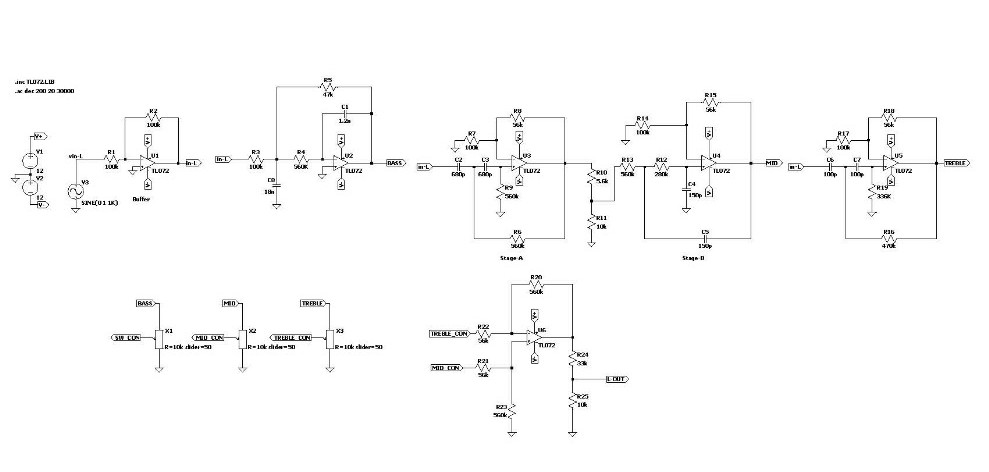 .inc TL072.LIB
.ac dec 200 20 30000
V+
V1
12
V2
12
V-
Vin-L
V3
SINE(0 1 1K)
R1
100k
R2
100k
V+
U1
TL072
V-
In-L
Buffer
In-L
R3
100k
R4
56k
R5
47k
C1
1.2n
18n
V+
U2
TL072
V-
BASS
In-L
C2
680p
C3
680p
R7
100k
R8
56k
V+
U3
TL072
V-
R9
560k
R6
560k
Stage-A
R10
5.6k
R11
10k
R13
560k
R12
280k
R14
100k
R15
56k
V+
U4
TL072
V-
C4
150p
C5
150p
Stage-B
MID
In-L
C6
100p
C7
100p
R17
100k
R18
56k
V+
U5
TL072
V-
R19
336K
R16
470k
TREBLE
BASS
SW_CON
X1
R=10k slider=50
MID
MID_CON
X2
R=10k slider=50
TREBLE
TREBLE_CON
X3
R=10k slider=50
TREBLE_CON
R22
56k
MID_CON
R21
56k
R20
560k
V+
U6
TL072
V-
R23
560k
R24
33k
R25
10k
L-OUT